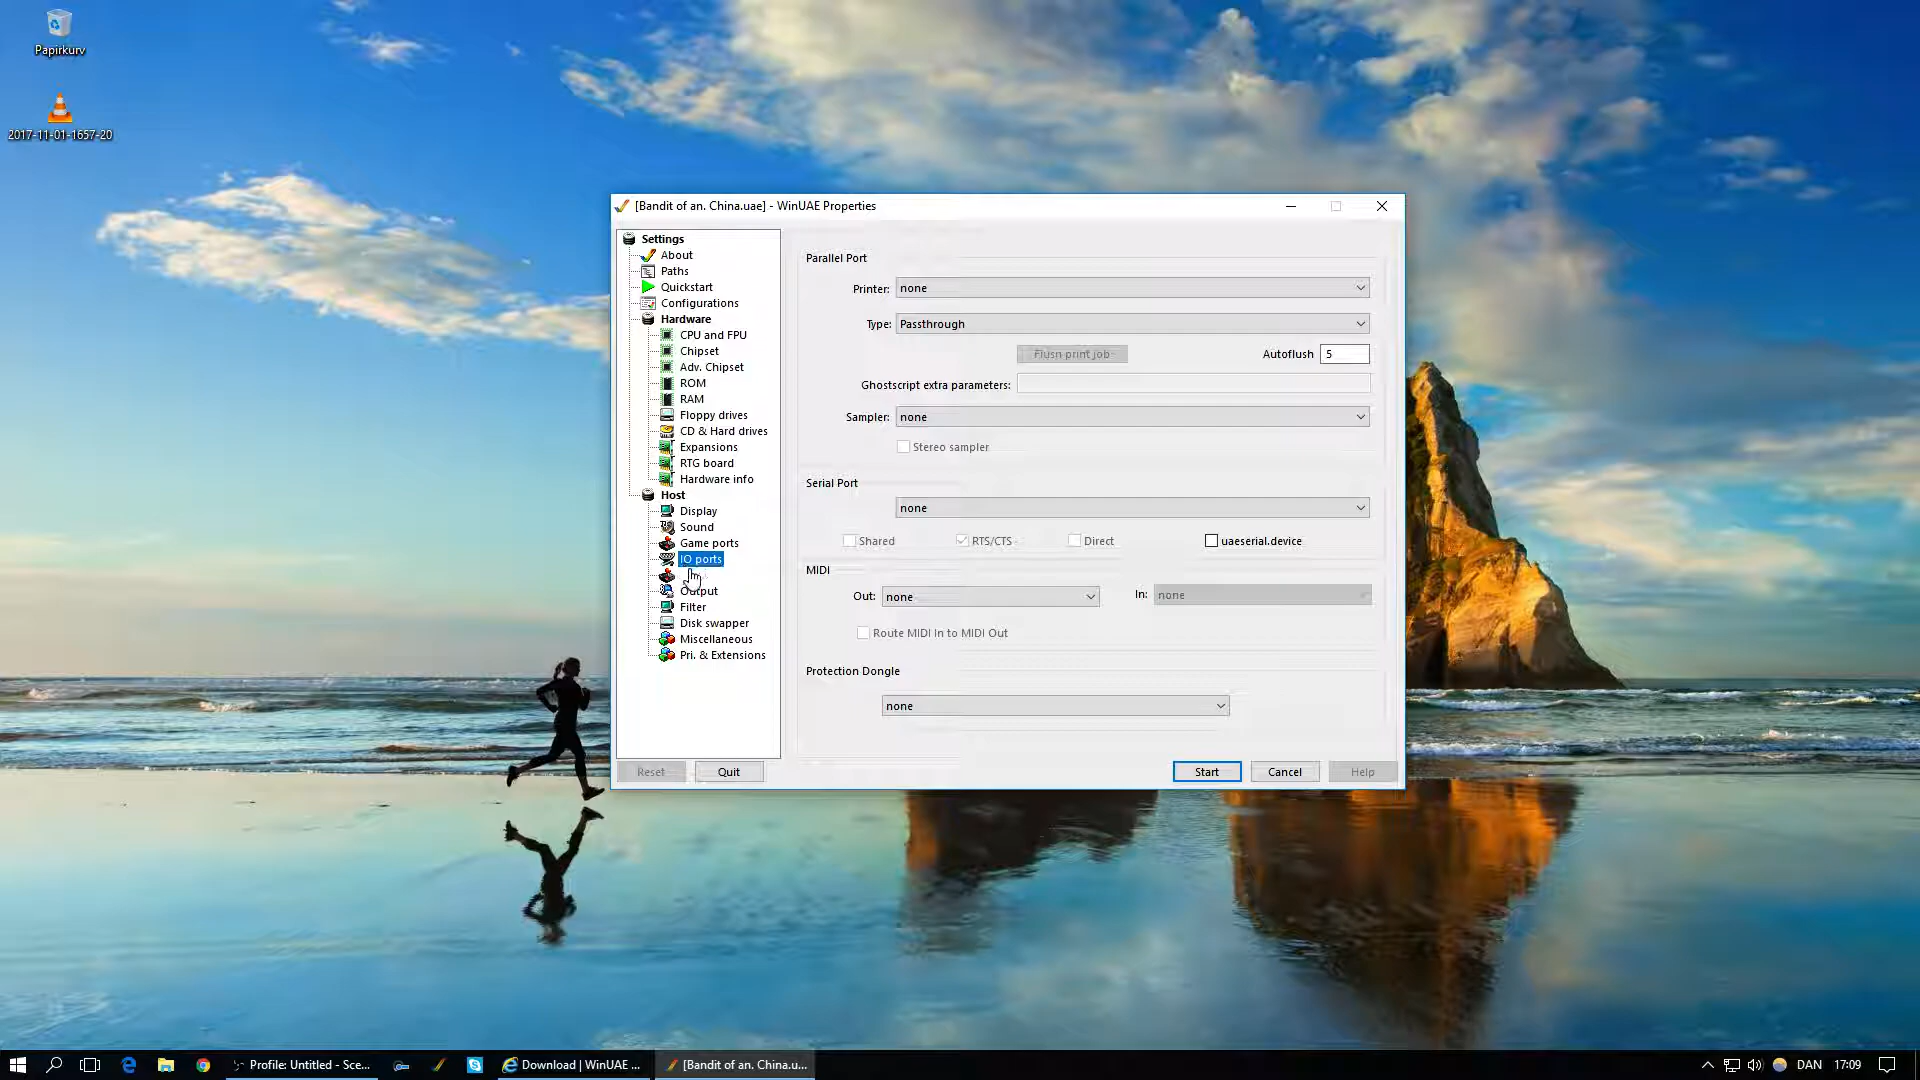 Papirkurv
2017-11-01-1657-20
[Bandit of an. China.uae] - WinUAE Properties
Settings
About
Paths
Quickstart
Configurations
Hardware
CPU and FPU
Chipset
Adv. Chipset
ROM
RAM
Floppy drives
CD & Hard drives
Expansions
RTG board
Hardware info
Host
Display
Sound
Game ports
IO ports
Output
Filter
Disk swapper
Miscellaneous
Pri. & Extensions
Reset
Quit
Parallel Port
Printer: none
Type: Passthrough
Flush print job
Autoflush 5
Ghostscript extra parameters:
Sampler: none
Stereo sampler
Serial Port
none
Shared
RTS/CTS
Direct
uaeserial.device
MIDI
Out: none
In: none
Route MIDI In to MIDI Out
Protection Dongle
none
Start
Cancel
Help
Profile: Untitled - Sce...
Download | WinUAE ...
[Bandit of an. China.u...
DAN
17:09